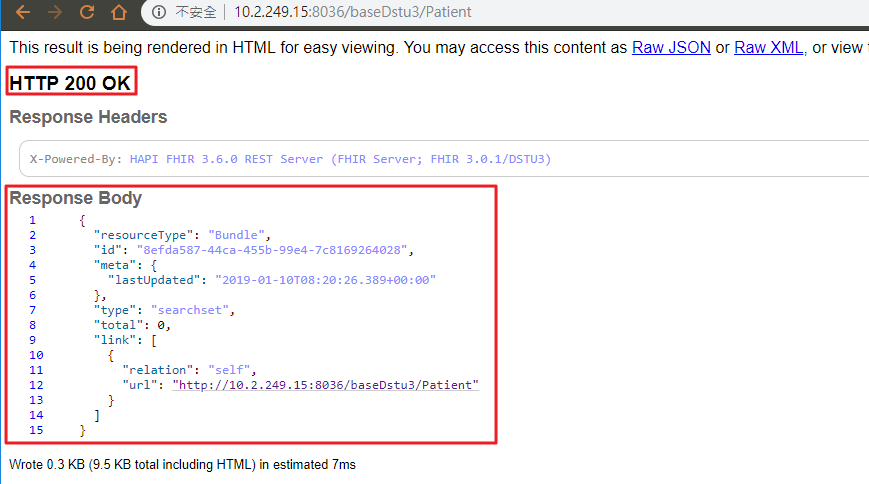 不安全 | 10.2.249.15:8036/baseDstu3/Patient
This result is being rendered in HTML for easy viewing. You may access this content as Raw JSON or Raw XML, or view
HTTP 200 OK
Response Headers
X-Powered-By: HAPI FHIR 3.6.0 REST Server (FHIR Server; FHIR 3.0.1/DSTU3)
Response Body
1 {
2 "resourceType": "Bundle",
3 "id": "8efda587-44ca-455b-99e4-7c8169264028",
4 "meta": {
5 "lastUpdated": "2019-01-10T08:20:26.389+00:00"
6 },
7 "type": "searchset",
8 "total": 0,
9 "link": [
10 {
11 "relation": "self",
12 "url": "http://10.2.249.15:8036/baseDstu3/Patient"
13 }
14 ]
15 }
Wrote 0.3 KB (9.5 KB total including HTML) in estimated 7ms